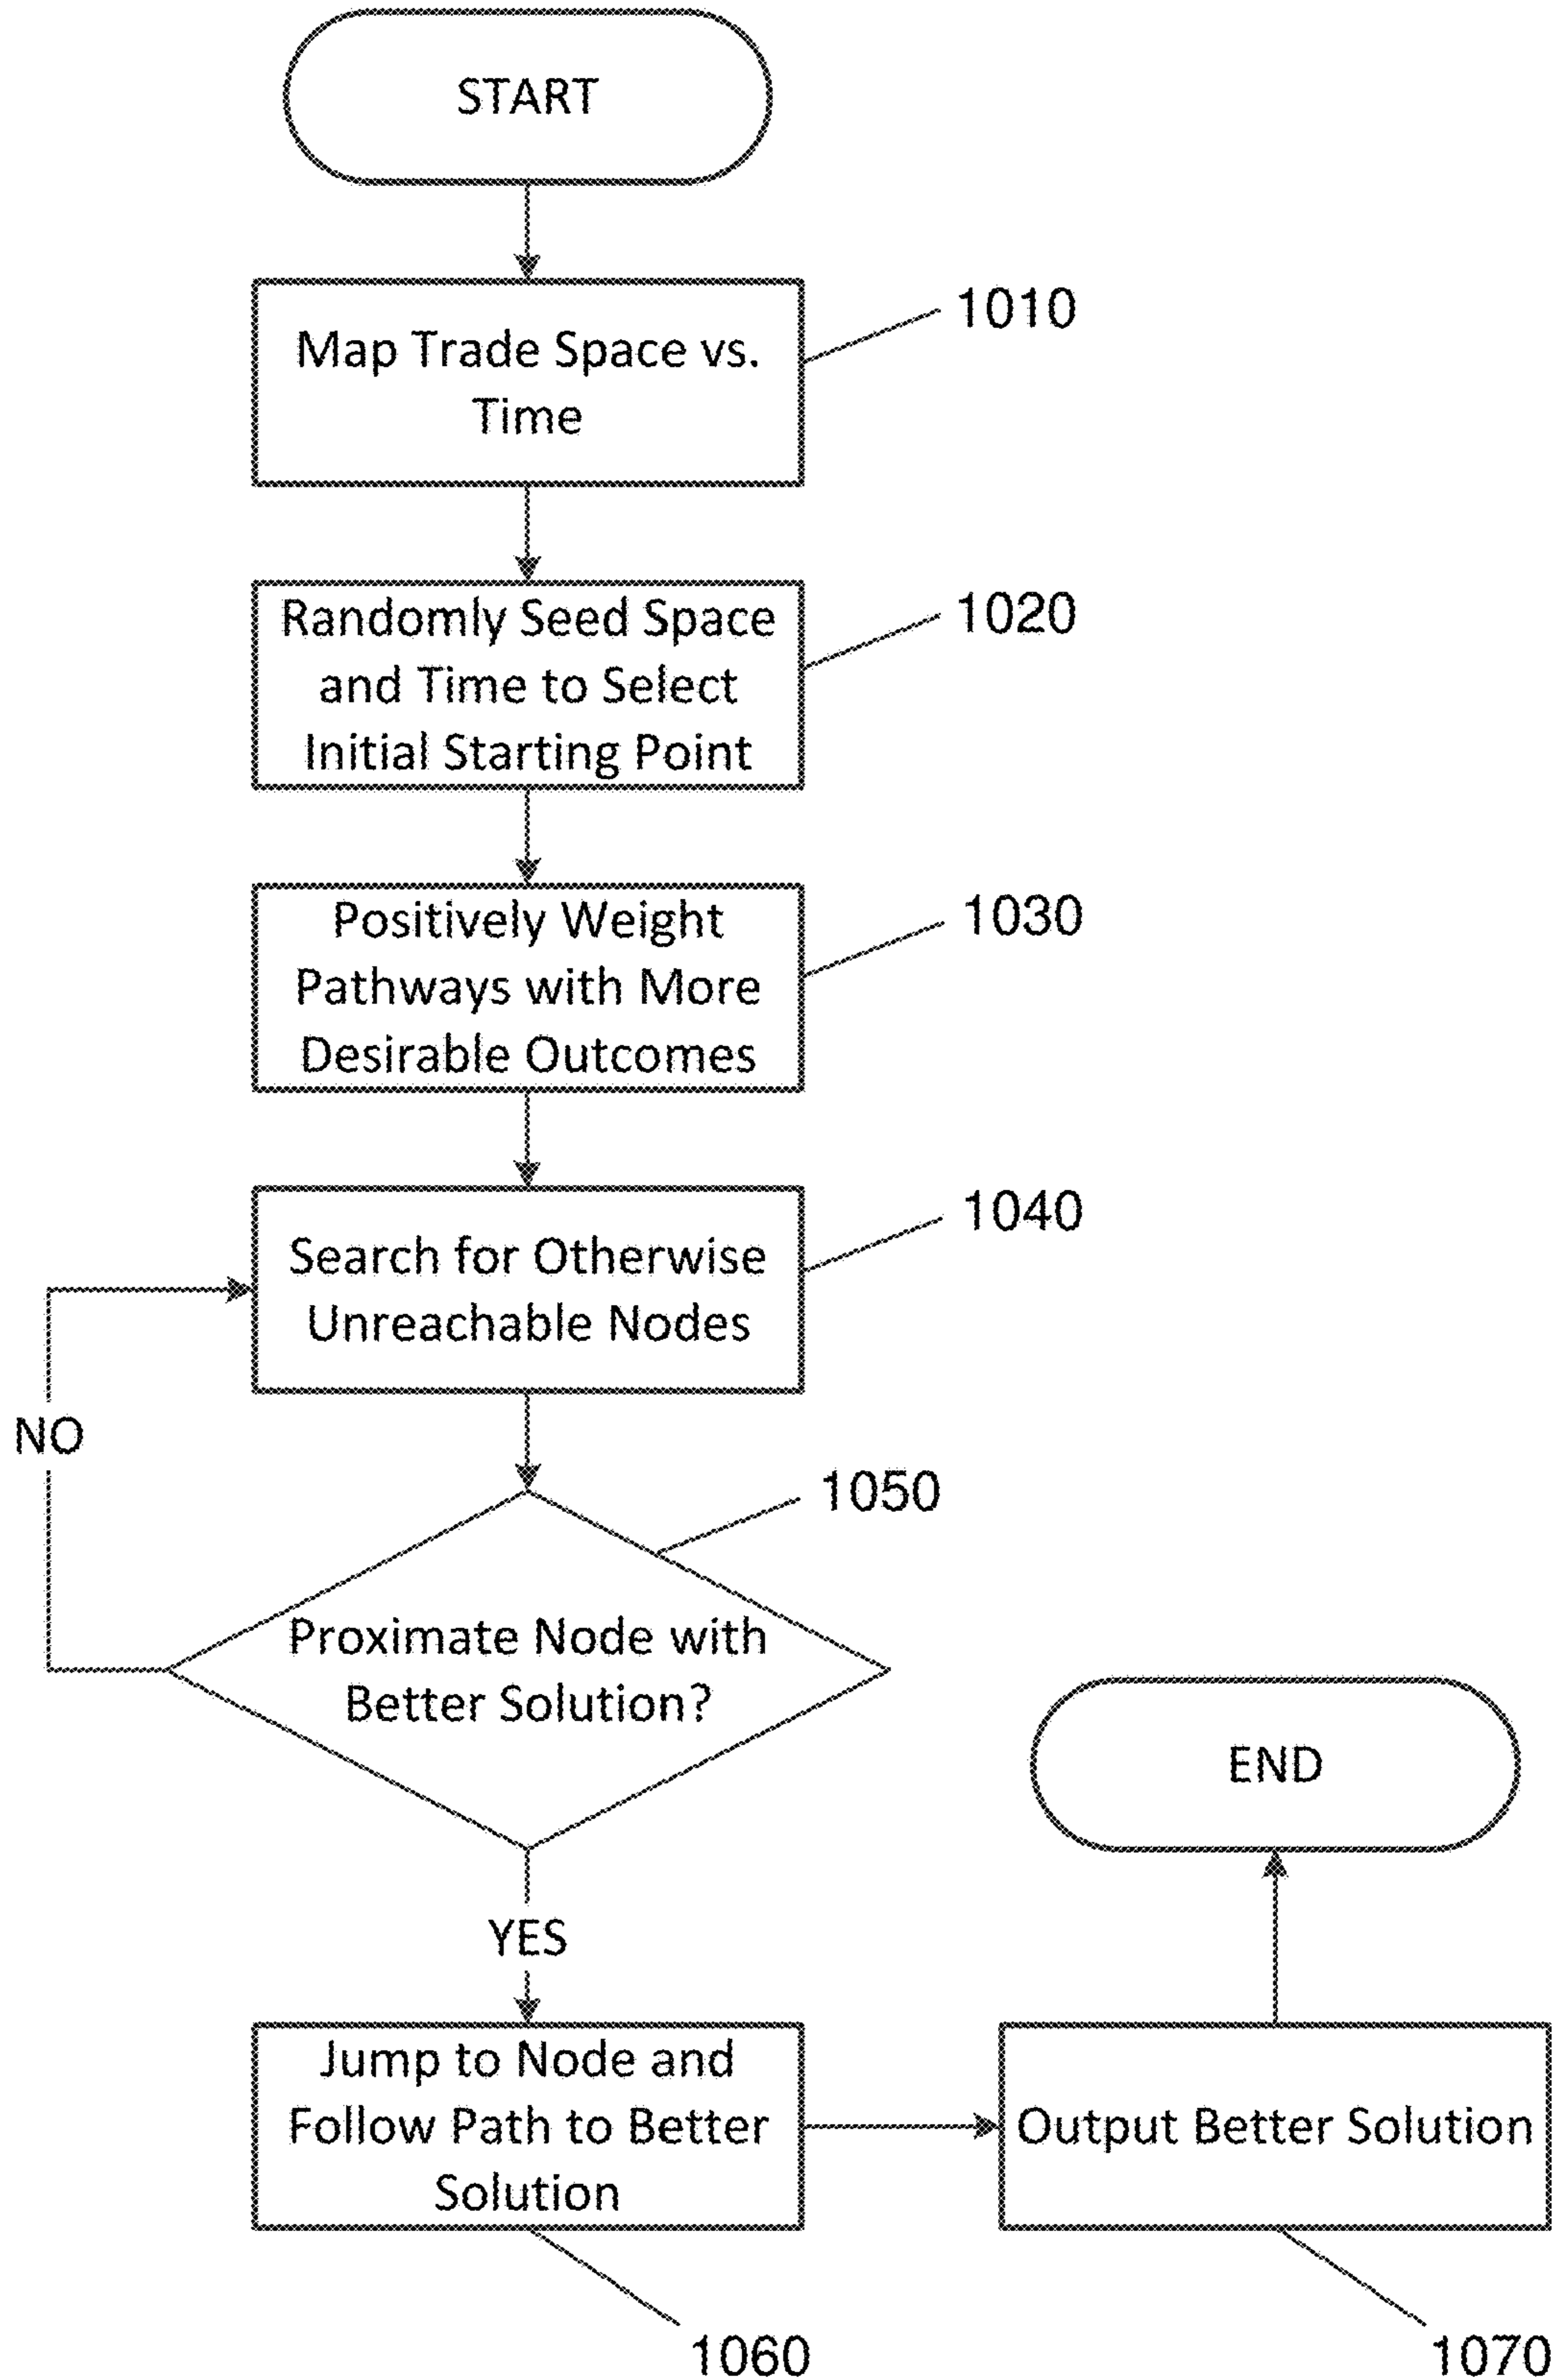 START
Map Trade Space vs.
Time
1010
Randomly Seed Space
and Time to Select
Initial Starting Point
1020
Positively Weight
Pathways with More
Desirable Outcomes
1030
Search for Otherwise
Unreachable Nodes
1040
NO
1050
Proximate Node with
Better Solution?
YES
END
Jump to Node and
Follow Path to Better
Solution
1060
Output Better Solution
1070